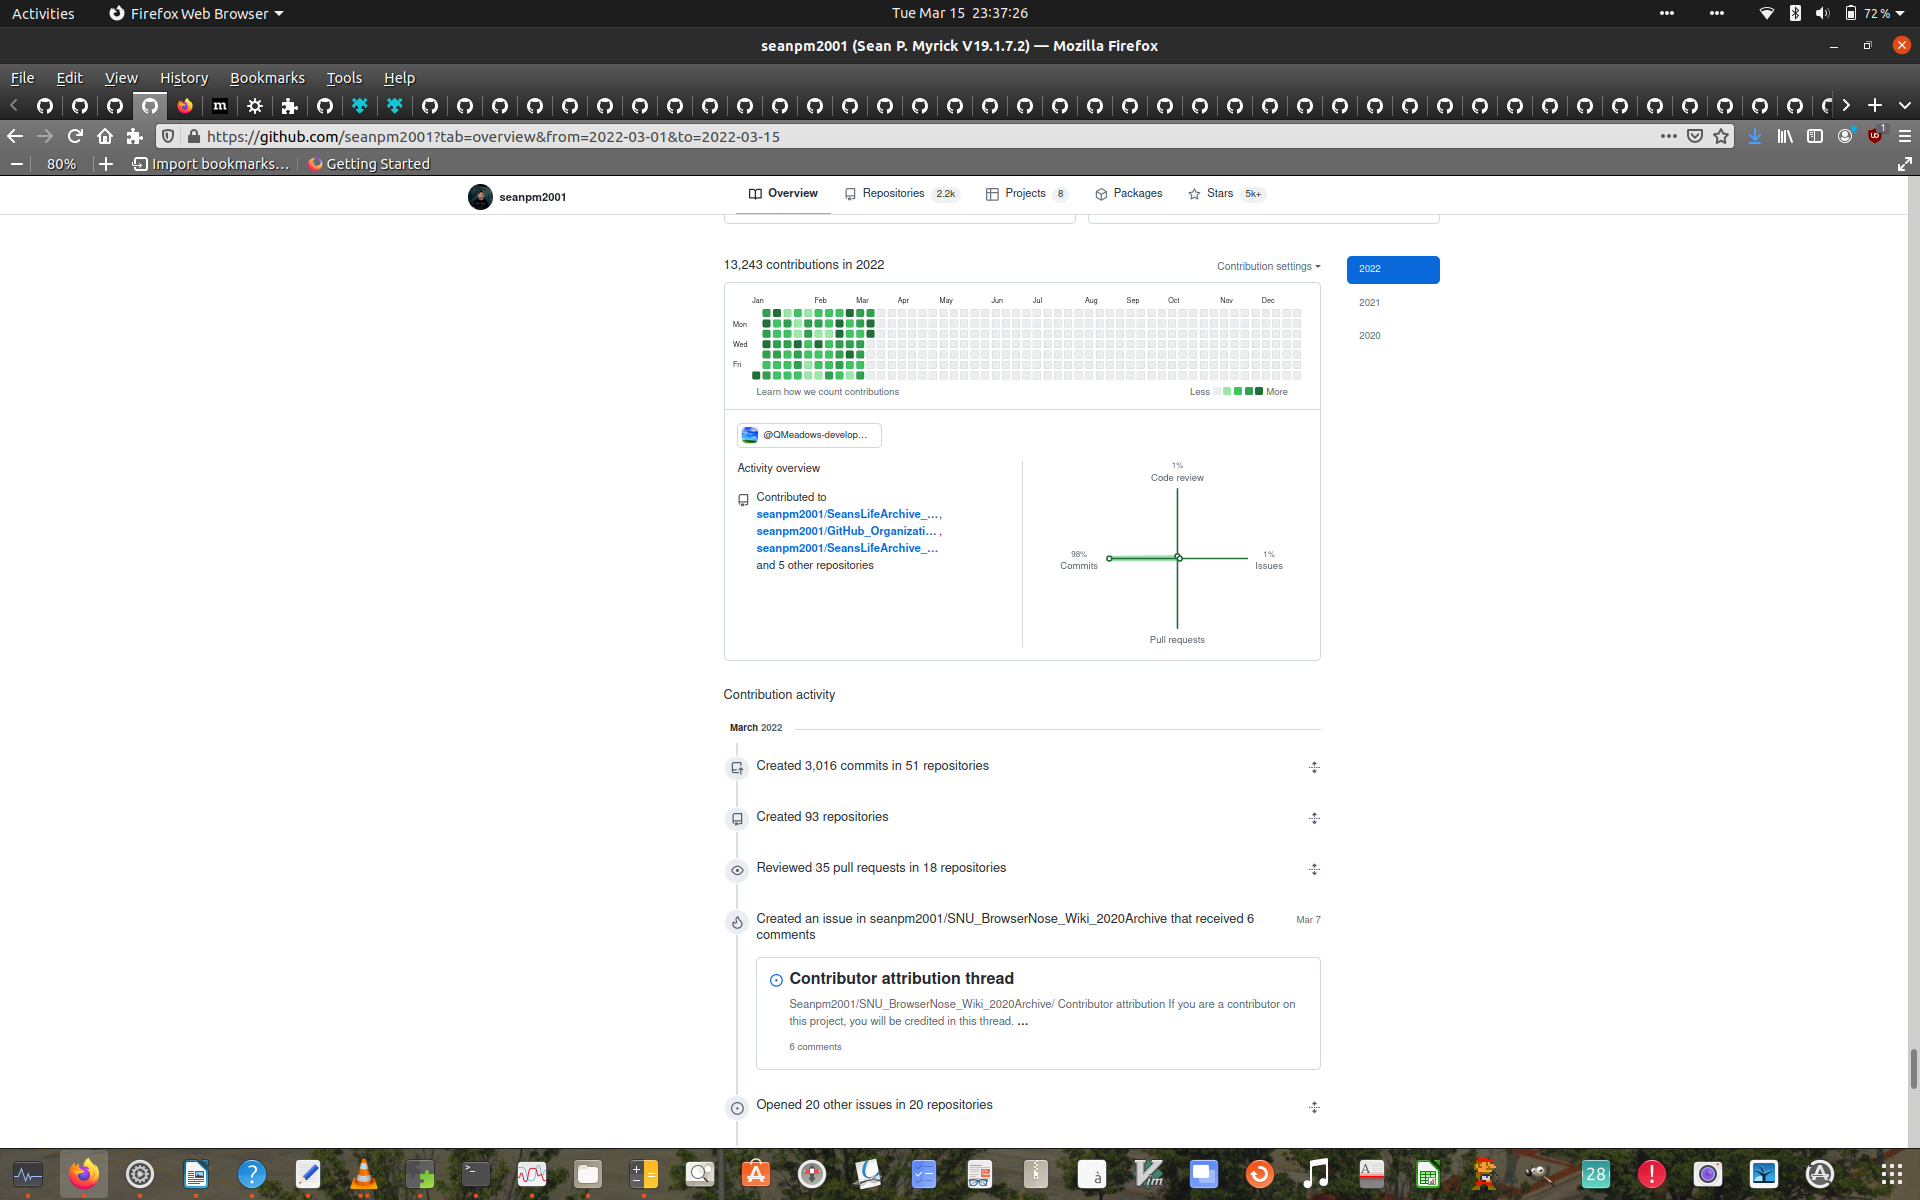 Activities
Firefox Web Browser
Tue Mar 15 23:37:26
72 %
seanpm2001 (Sean P. Myrick V19.1.7.2) — Mozilla Firefox
File Edit View History Bookmarks Tools Help
https://github.com/seanpm2001?tab=overview&from=2022-03-01&to=2022-03-15
1
80%
Import bookmarks...
Getting Started
seanpm2001
Overview
Repositories 2.2k
Projects 8
Packages
Stars 5k+
13,243 contributions in 2022
Contribution settings
2022
2021
2020
Jan Feb Mar Apr May Jun Jul Aug Sep Oct Nov Dec
Mon
Wed
Fri
Learn how we count contributions
Less More
@QMeadows-develop...
Activity overview
Contributed to
seanpm2001/SeansLifeArchive_...,
seanpm2001/GitHub_Organizati... ,
seanpm2001/SeansLifeArchive_...
and 5 other repositories
1%
Code review
98%
Commits
1%
Issues
Pull requests
Contribution activity
March 2022
Created 3,016 commits in 51 repositories
Created 93 repositories
Reviewed 35 pull requests in 18 repositories
Created an issue in seanpm2001/SNU_BrowserNose_Wiki_2020Archive that received 6
comments
Mar 7
Contributor attribution thread
Seanpm2001/SNU_BrowserNose_Wiki_2020Archive/ Contributor attribution If you are a contributor on
this project, you will be credited in this thread. ...
6 comments
Opened 20 other issues in 20 repositories
à
Vim
28